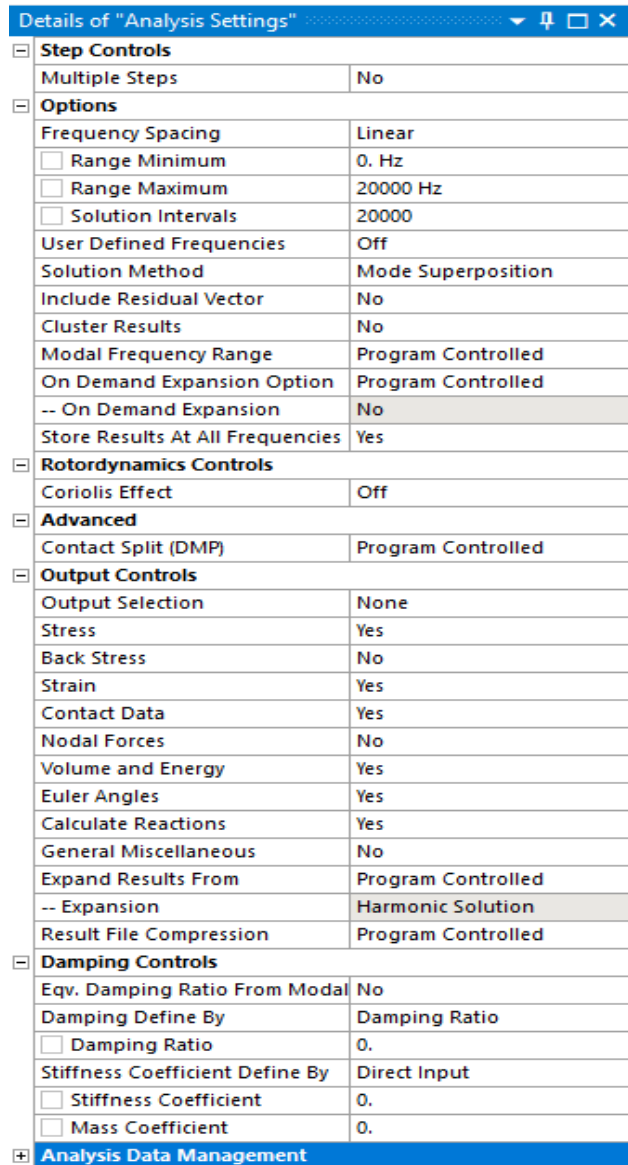 Details of "Analysis Settings"
Step Controls
Multiple Steps No
Options
Frequency Spacing Linear
Range Minimum 0. Hz
Range Maximum 20000 Hz
Solution Intervals 20000
User Defined Frequencies Off
Solution Method Mode Superposition
Include Residual Vector No
Cluster Results No
Modal Frequency Range Program Controlled
On Demand Expansion Option Program Controlled
-- On Demand Expansion No
Store Results At All Frequencies Yes
Rotordynamics Controls
Coriolis Effect Off
Advanced
Contact Split (DMP) Program Controlled
Output Controls
Output Selection None
Stress Yes
Back Stress No
Strain Yes
Contact Data Yes
Nodal Forces No
Volume and Energy Yes
Euler Angles Yes
Calculate Reactions Yes
General Miscellaneous No
Expand Results From Program Controlled
-- Expansion Harmonic Solution
Result File Compression Program Controlled
Damping Controls
Eqv. Damping Ratio From Modal No
Damping Define By Damping Ratio
Damping Ratio 0.
Stiffness Coefficient Define By Direct Input
Stiffness Coefficient 0.
Mass Coefficient 0.
Analysis Data Management